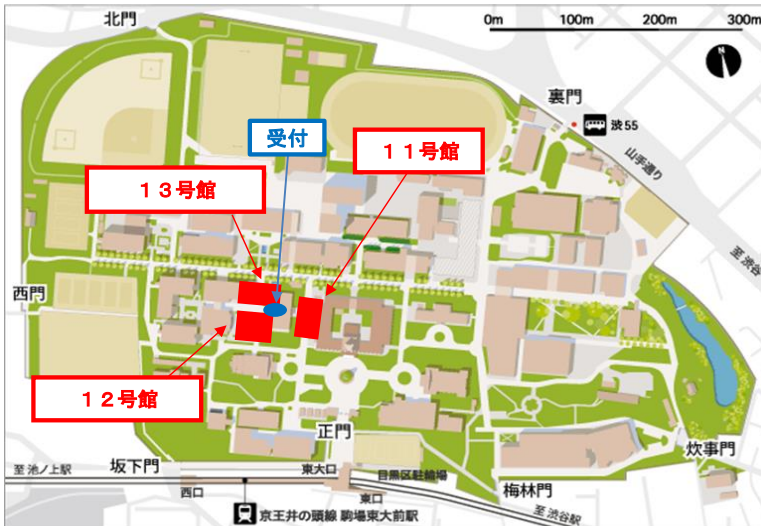 北門
0m 100m 200m 300m
N
裏門
渋55
受付
11号館
山手通り
13号館
至 渋谷
西門
12号館
正門
坂下門
東大口
目黒区駐輪場
炊事門
至 池ノ上駅
西口
東口
梅林門
京王井の頭線 駒場東大前駅
至 渋谷駅